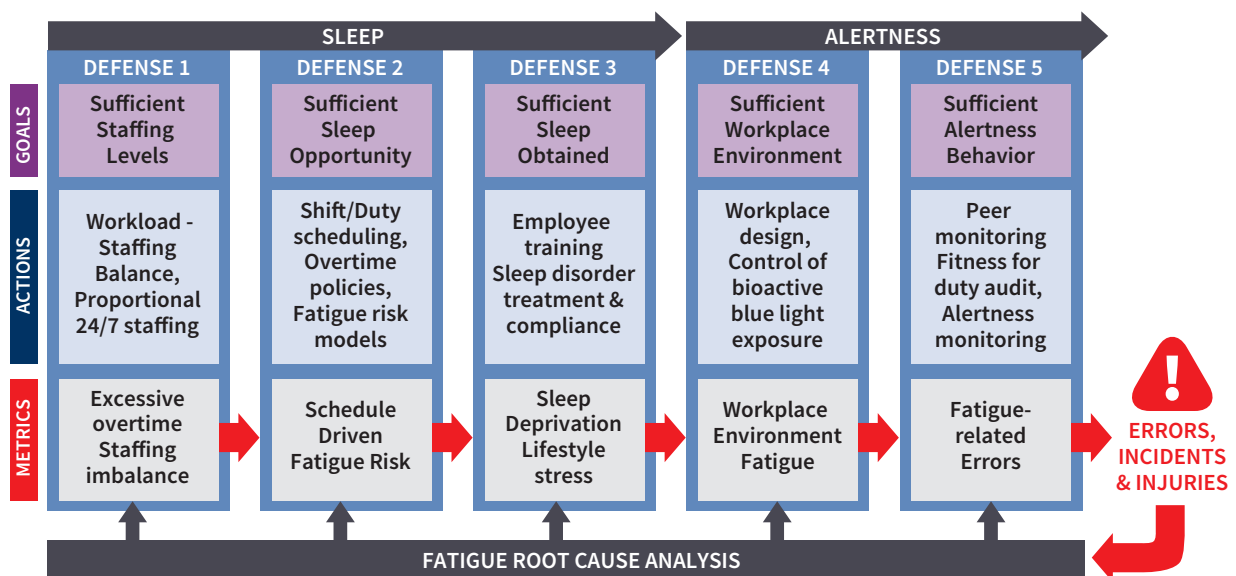 SLEEP
ALERTNESS
DEFENSE 1
DEFENSE 2
DEFENSE 3
DEFENSE 4
DEFENSE 5
GOALS
Sufficient
Staffing
Levels
Sufficient
Sleep
Opportunity
Sufficient
Sleep
Obtained
Sufficient
Workplace
Environment
Sufficient
Alertness
Behavior
ACTIONS
Workload -
Staffing
Balance,
Proportional
24/7 staffing
Shift/Duty
scheduling,
Overtime
policies,
Fatigue risk
models
Employee
training
Sleep disorder
treatment &
compliance
Workplace
design,
Control of
bioactive
blue light
exposure
Peer
monitoring
Fitness for
duty audit,
Alertness
monitoring
METRICS
Excessive
overtime
Staffing
imbalance
Schedule
Driven
Fatigue Risk
Sleep
Deprivation
Lifestyle
stress
Workplace
Environment
Fatigue
Fatigue-
related
Errors
!
ERRORS,
INCIDENTS
& INJURIES
FATIGUE ROOT CAUSE ANALYSIS